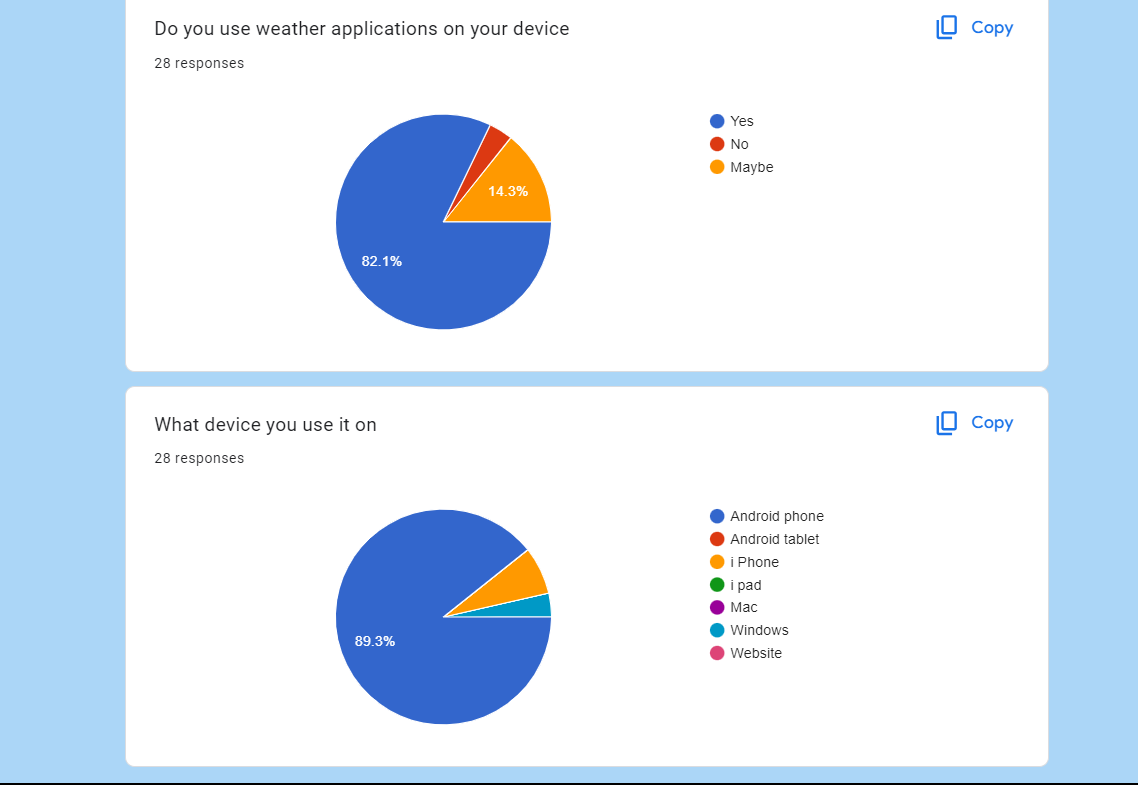 Do you use weather applications on your device
Copy
28 responses
Yes
No
Maybe
14.3%
82.1%
What device you use it on
Copy
28 responses
Android phone
Android tablet
i Phone
i pad
Mac
Windows
Website
89.3%